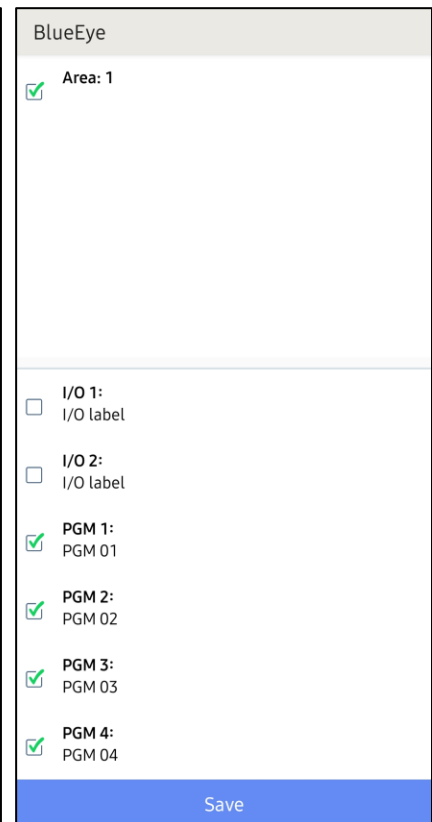 BlueEye
Area: 1
I/O 1:
I/O label
I/O 2:
I/O label
PGM 1:
PGM 01
PGM 2:
PGM 02
PGM 3:
PGM 03
PGM 4:
PGM 04
Save